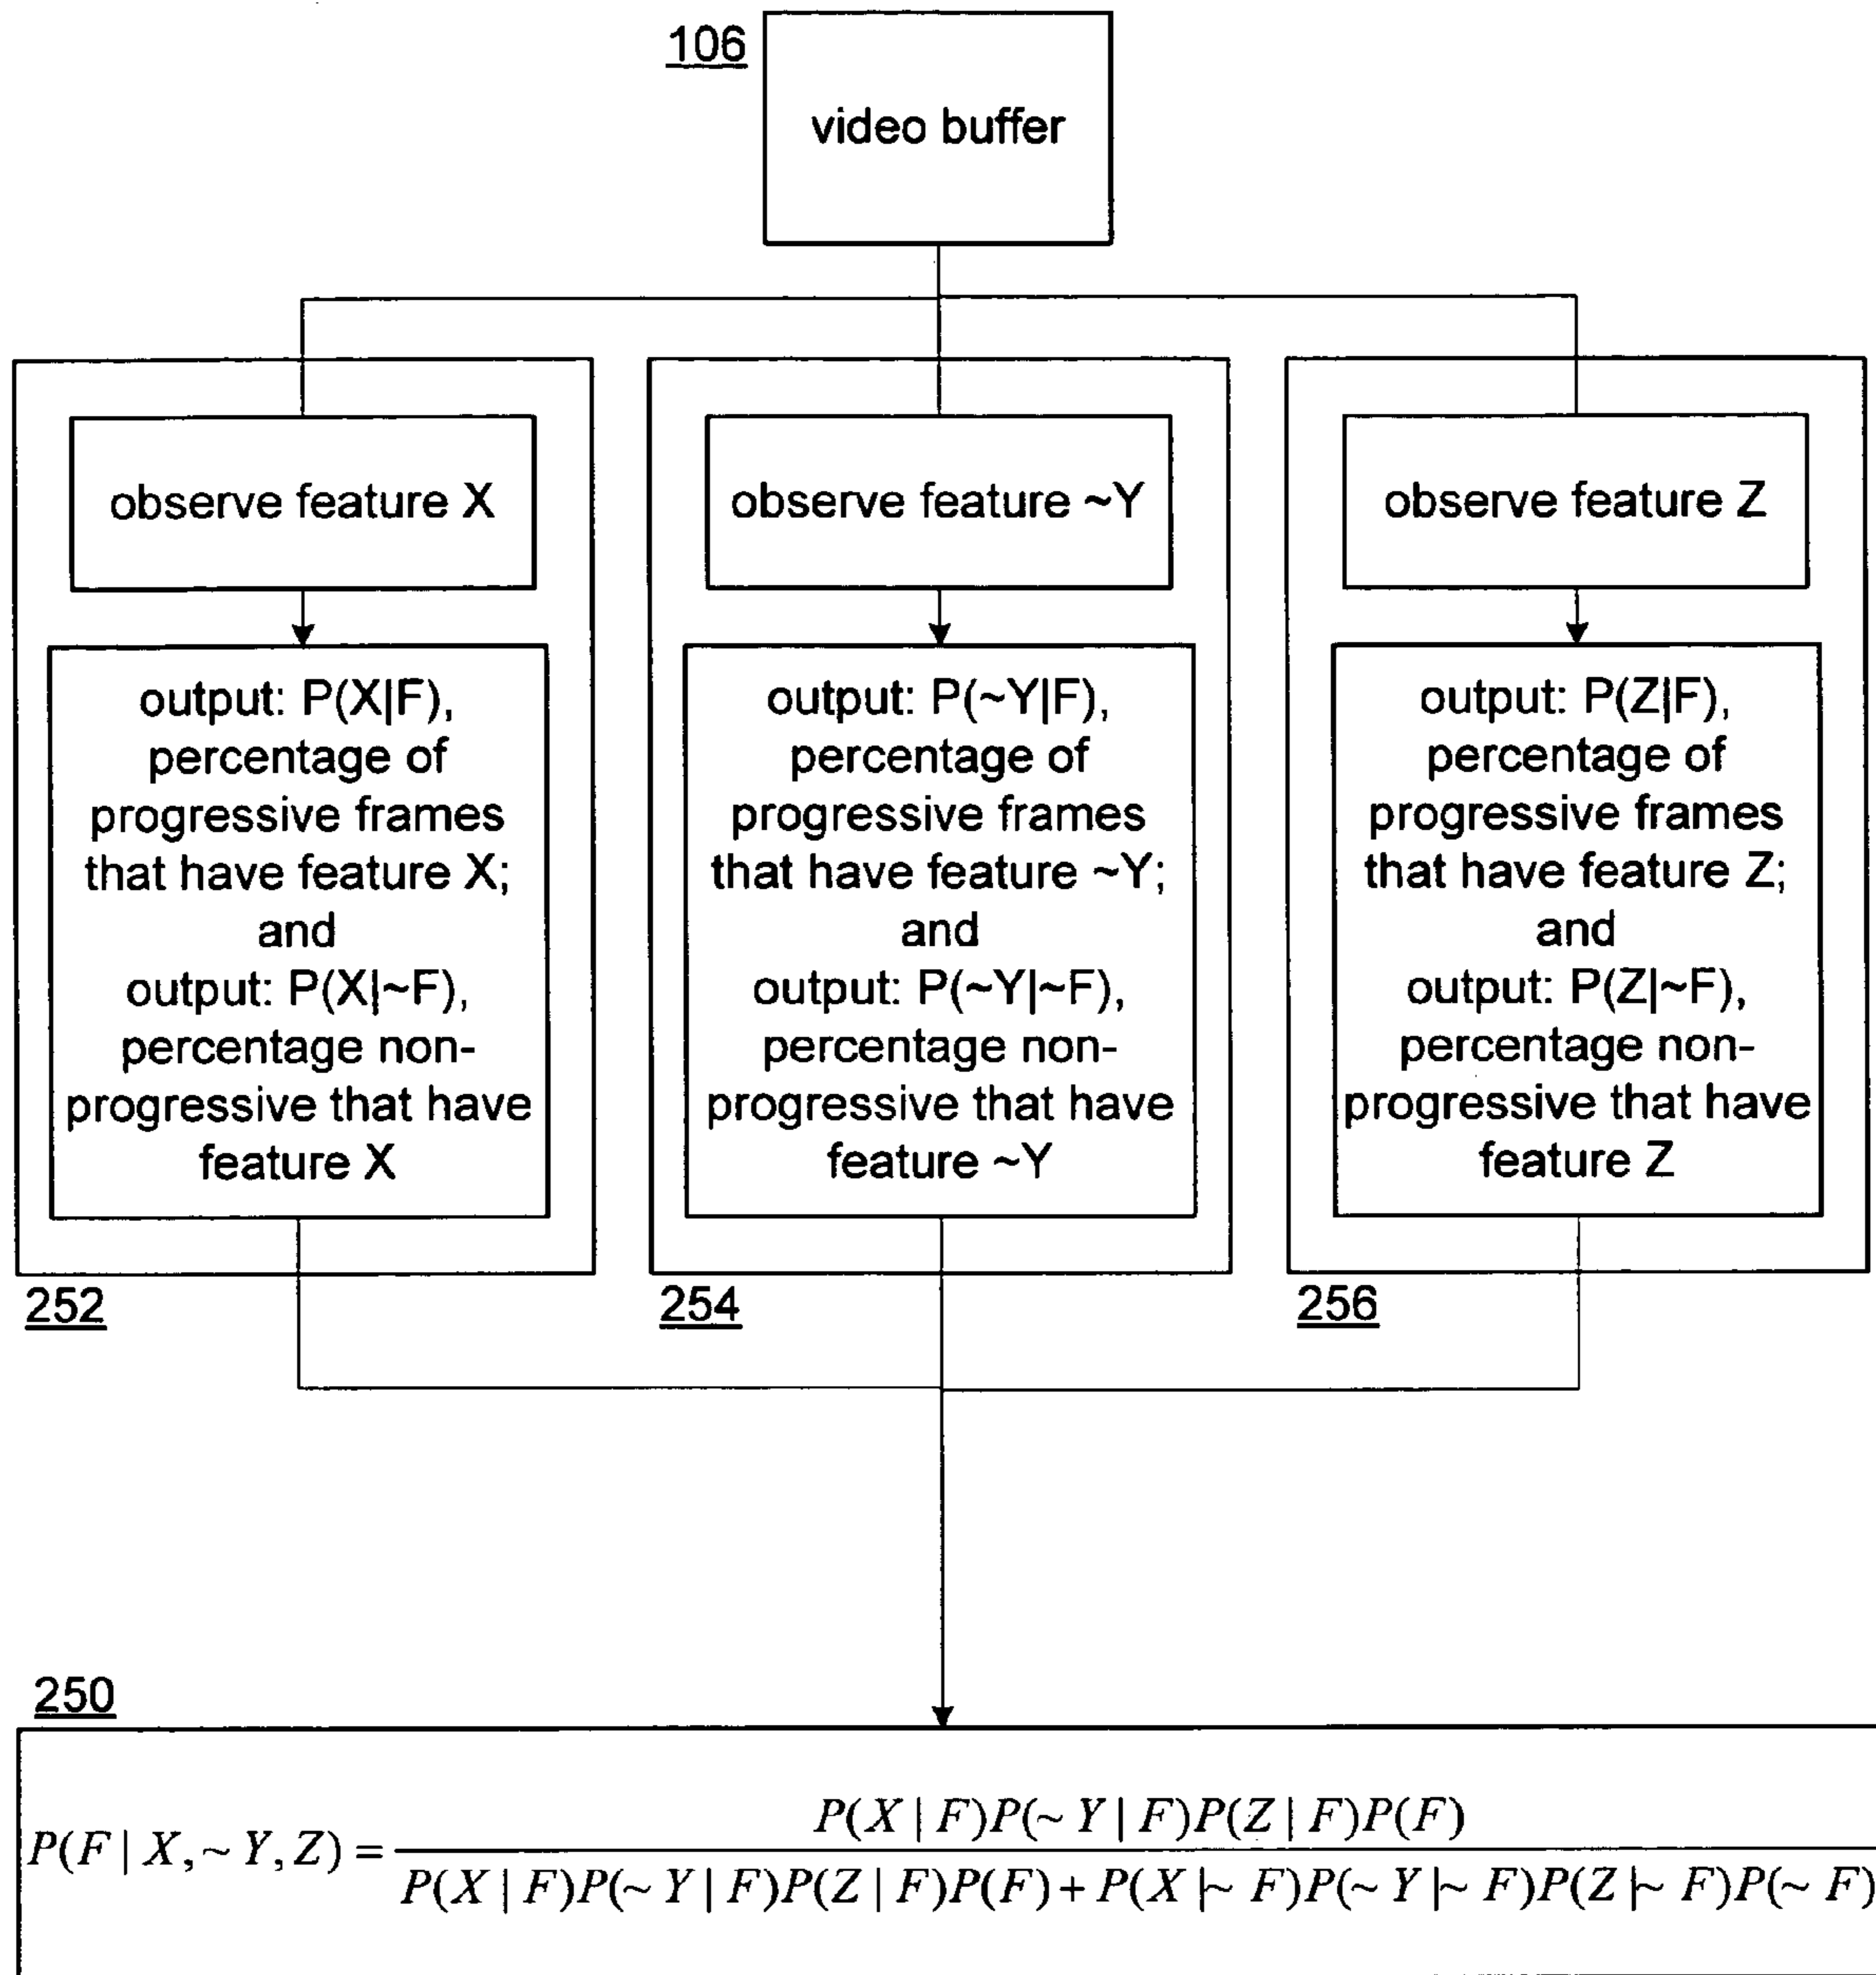 106
video buffer
observe feature X
observe feature ~Y
observe feature Z
output: P(X|F),
percentage of
progressive frames
that have feature X;
and
output: P(X|~F),
percentage non-
progressive that have
feature X
output: P(~Y|F),
percentage of
progressive frames
that have feature ~Y;
and
output: P(~Y|~F),
percentage non-
progressive that have
feature ~Y
output: P(Z|F),
percentage of
progressive frames
that have feature Z;
and
output: P(Z|~F),
percentage non-
progressive that have
feature Z
252
254
256
250
P(F | X, ~ Y, Z) = 
P(X | F)P(~ Y | F)P(Z | F)P(F)
P(X | F)P(~ Y | F)P(Z | F)P(F) + P(X |~ F)P(~ Y |~ F)P(Z |~ F)P(~ F)